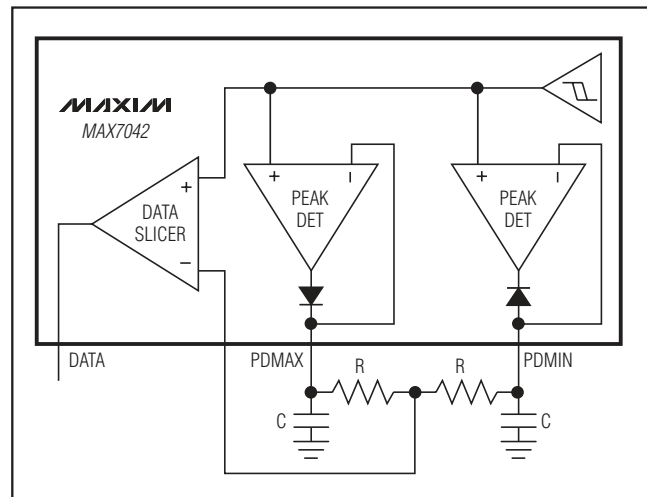 MAXIM
MAX7042
+
−
DATA
SLICER
+
−
PEAK
DET
+
−
PEAK
DET
DATA
PDMAX
R
R
PDMIN
C
C